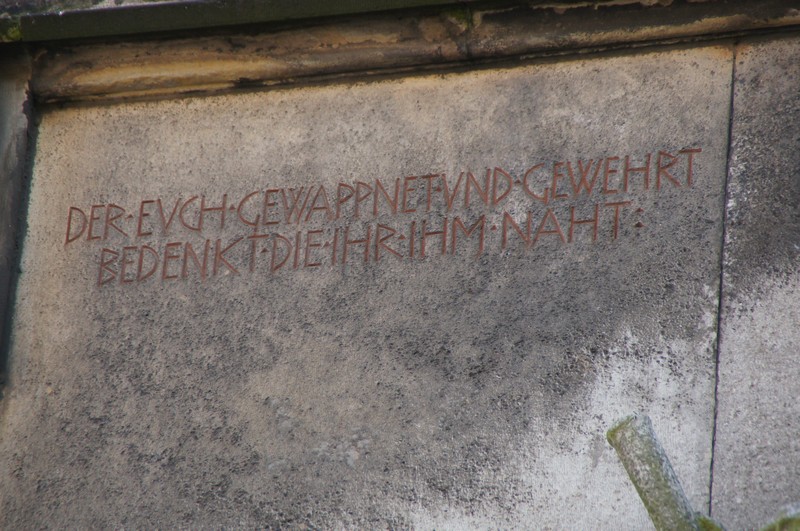 DER·EVCH·GEWAPPNET·VND·GEWEHRT
BEDENKT·DIE·IHR·IHM·NAHT: